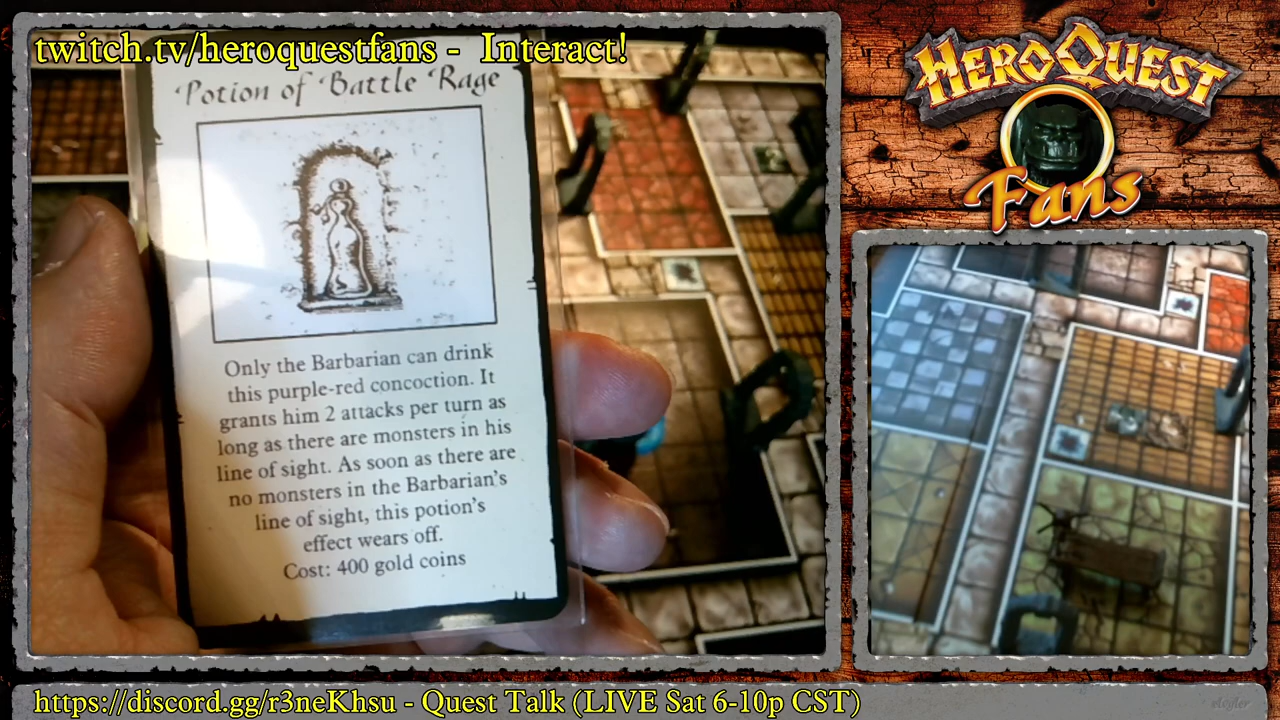 twitch.tv/heroquestfans - Interact!
HeroQuest
Fans
Potion of Battle Rage
Only the Barbarian can drink
this purple-red concoction. It
grants him 2 attacks per turn as
long as there are monsters in his
line of sight. As soon as there are
no monsters in the Barbarian's
line of sight, this potion's
effect wears off.
Cost: 400 gold coins
https://discord.gg/r3neKhsu - Quest Talk (LIVE Sat 6-10p CST)